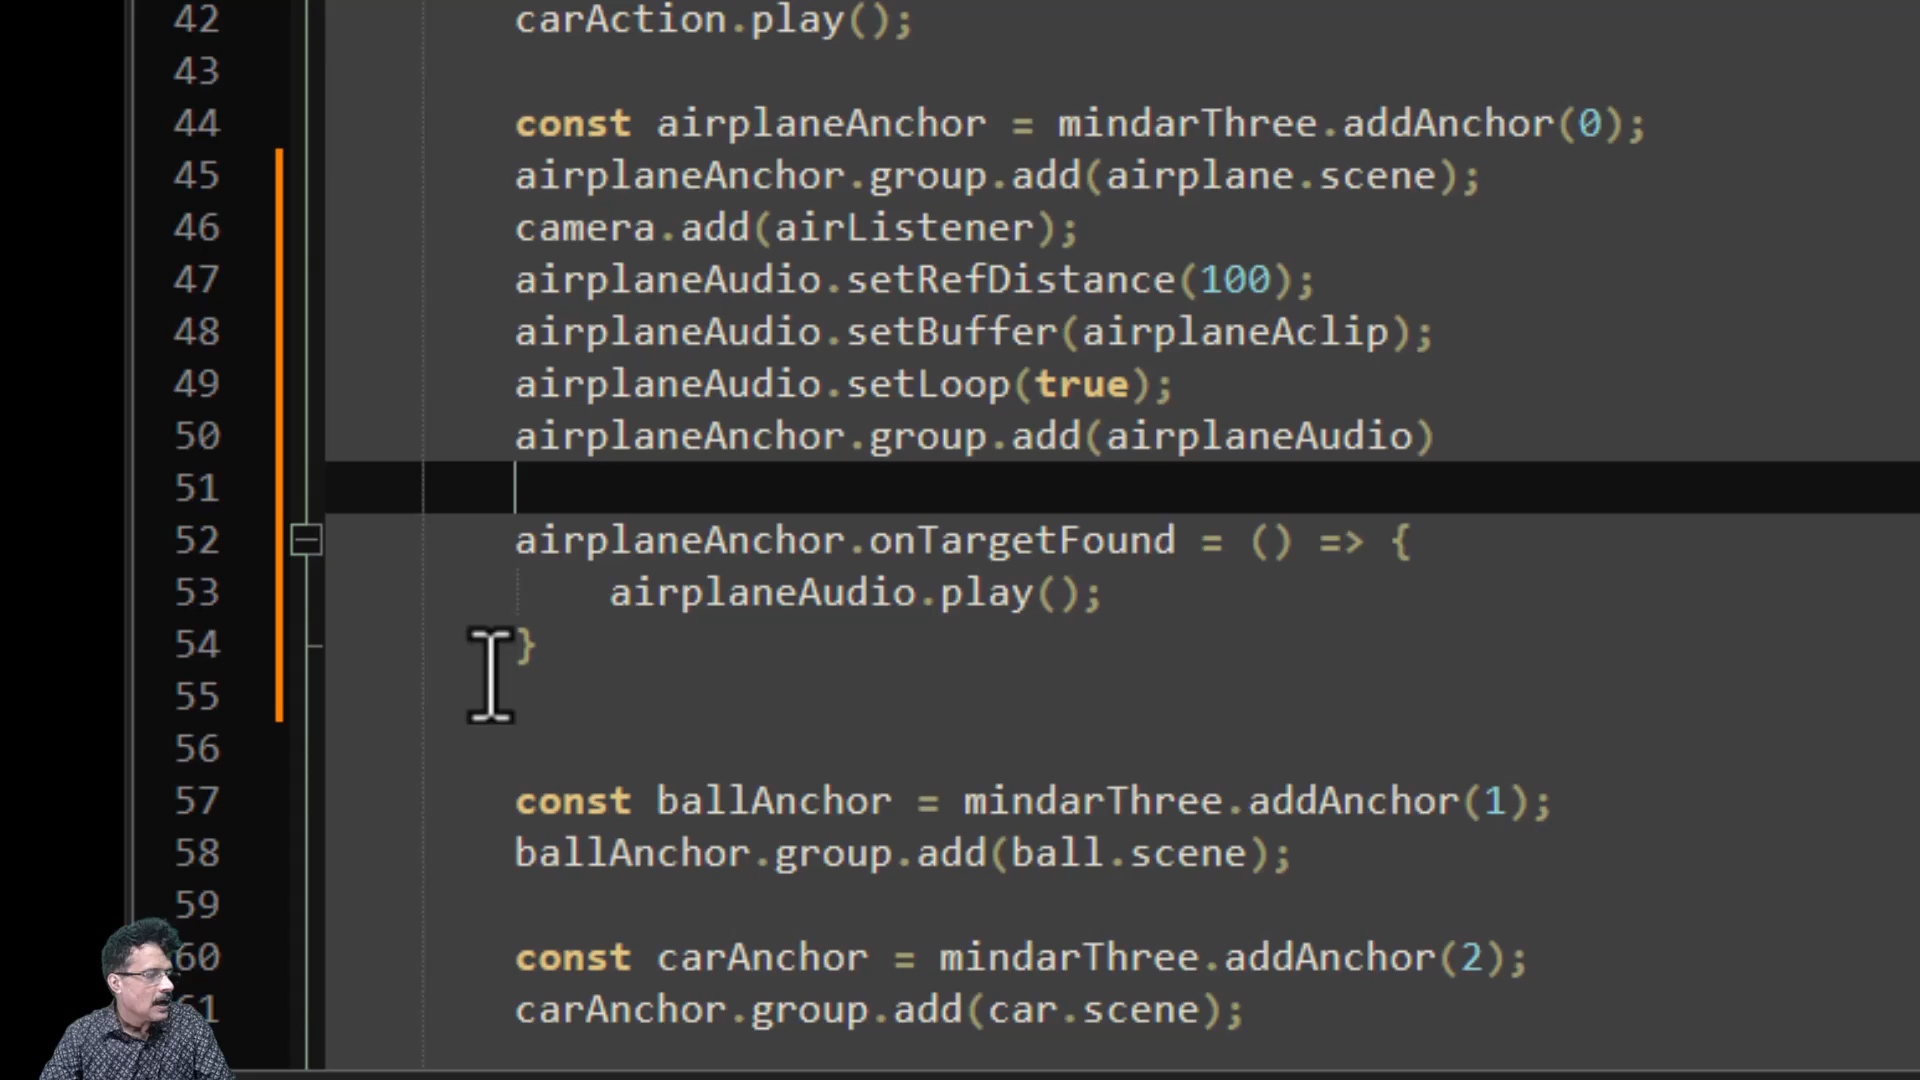 42 carAction.play();
43
44 const airplaneAnchor = mindarThree.addAnchor(0);
45 airplaneAnchor.group.add(airplane.scene);
46 camera.add(airListener);
47 airplaneAudio.setRefDistance(100);
48 airplaneAudio.setBuffer(airplaneAclip);
49 airplaneAudio.setLoop(true);
50 airplaneAnchor.group.add(airplaneAudio)
51
52 airplaneAnchor.onTargetFound = () => {
53 airplaneAudio.play();
54 }
55
56
57 const ballAnchor = mindarThree.addAnchor(1);
58 ballAnchor.group.add(ball.scene);
59
60 const carAnchor = mindarThree.addAnchor(2);
61 carAnchor.group.add(car.scene);